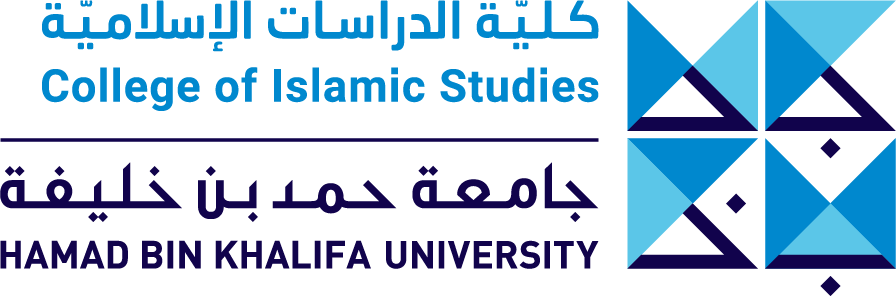 كليّة الدراسات الإسلاميّة
College of Islamic Studies
جامعة حمد بن خليفة
HAMAD BIN KHALIFA UNIVERSITY